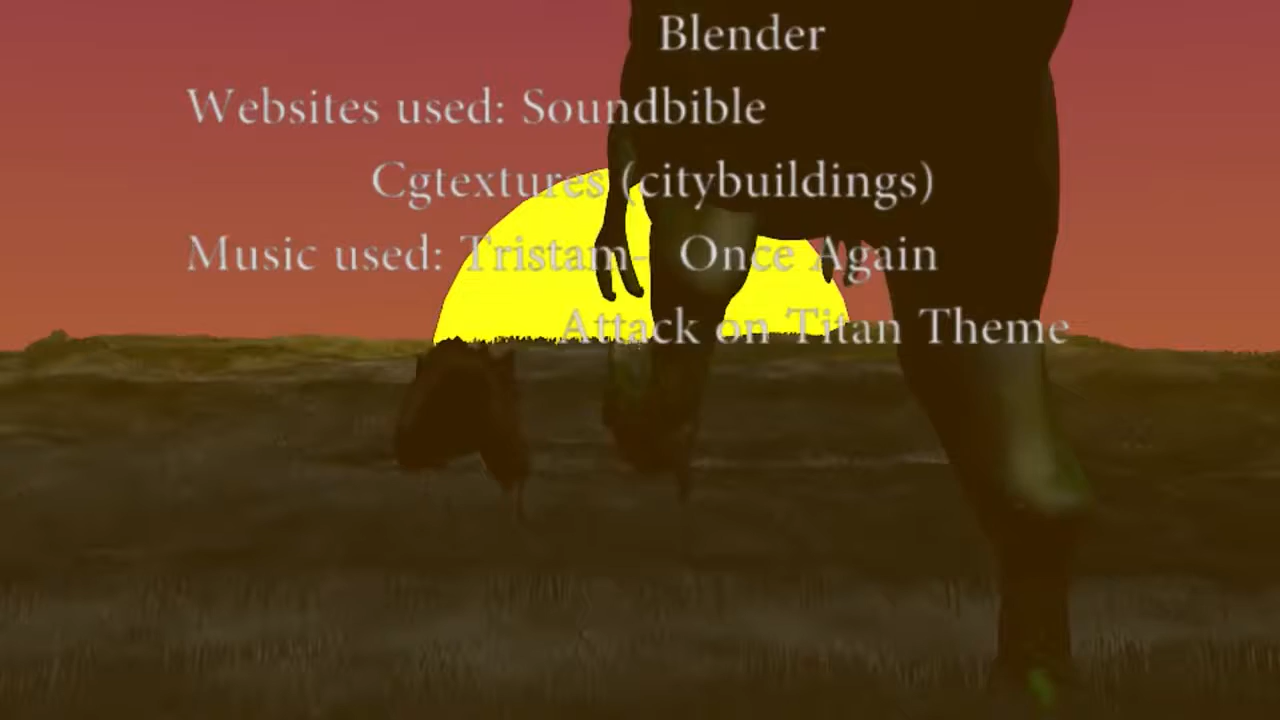 Blender
Websites used: Soundbible
Cgtextures (citybuildings)
Music used: Tristam- Once Again
Attack on Titan Theme